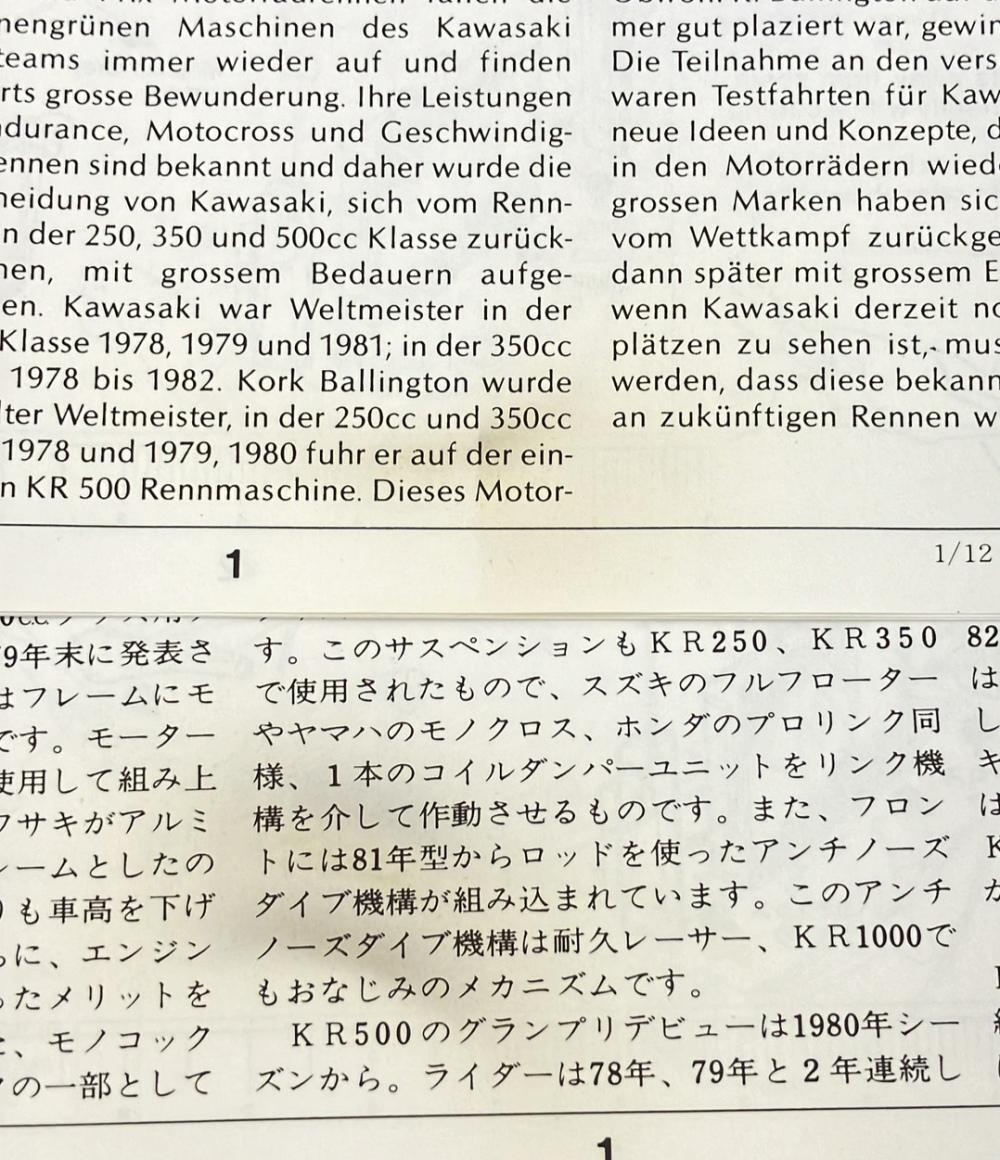 nengrünen Maschinen des Kawasaki
teams immer wieder auf und finden
rts grosse Bewunderung. Ihre Leistungen
ndurance, Motocross und Geschwindig-
ennen sind bekannt und daher wurde die
heidung von Kawasaki, sich vom Renn-
n der 250, 350 und 500cc Klasse zurück-
nen, mit grossem Bedauern aufge-
en. Kawasaki war Weltmeister in der
Klasse 1978, 1979 und 1981; in der 350cc
1978 bis 1982. Kork Ballington wurde
lter Weltmeister, in der 250cc und 350cc
1978 und 1979, 1980 fuhr er auf der ein-
n KR 500 Rennmaschine. Dieses Motor-
mer gut plaziert war, gewin
Die Teilnahme an den vers
waren Testfahrten für Kaw
neue Ideen und Konzepte, d
in den Motorrädern wiede
grossen Marken haben sic
vom Wettkampf zurückge
dann später mit grossem E
wenn Kawasaki derzeit no
plätzen zu sehen ist, mus
werden, dass diese bekann
an zukünftigen Rennen w
1
1/12
9年末に発表さ
はフレームにモ
です。モーター
使用して組み上
ワサキがアルミ
レームとしたの
りも車高を下げ
らに、エンジン
ったメリットを
た、モノコック
クの一部として
す。このサスペンションもKR250、KR350
で使用されたもので、スズキのフルフローター
やヤマハのモノクロス、ホンダのプロリンク同
様、1本のコイルダンパーユニットをリンク機
構を介して作動させるものです。また、フロン
トには81年型からロッドを使ったアンチノーズ
ダイブ機構が組み込まれています。このアンチ
ノーズダイブ機構は耐久レーサー、KR1000で
もおなじみのメカニズムです。
KR500のグランプリデビューは1980年シー
ズンから。ライダーは78年、79年と2年連続し
82
は
し
キ
は
K
か
1